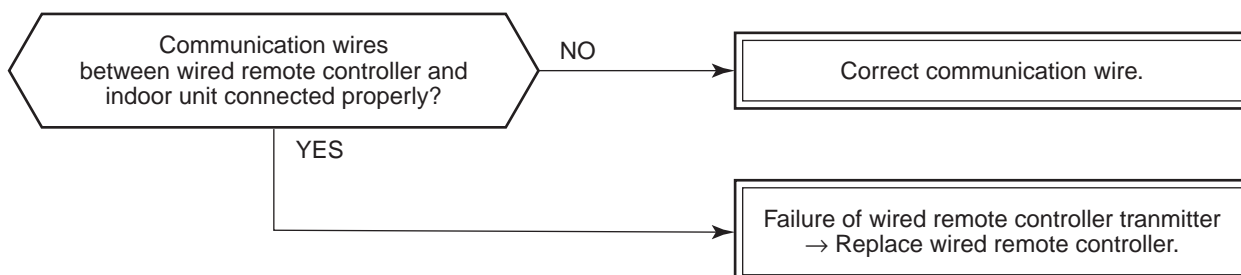 Communication wires
between wired remote controller and
indoor unit connected properly?
NO
Correct communication wire.
YES
Failure of wired remote controller tranmitter
→ Replace wired remote controller.